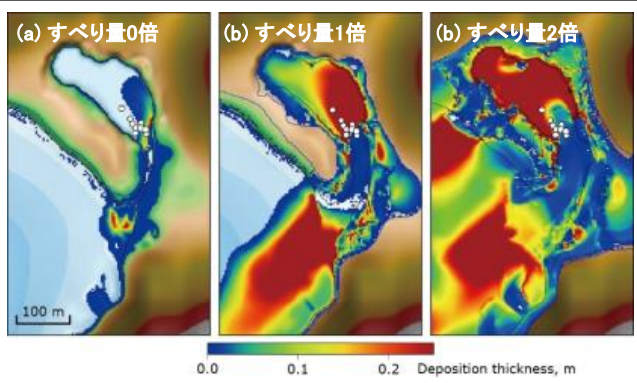 (a) すべり量0倍
(b) すべり量1倍
(b) すべり量2倍
100 m
0.0
0.1
0.2
Deposition thickness, m